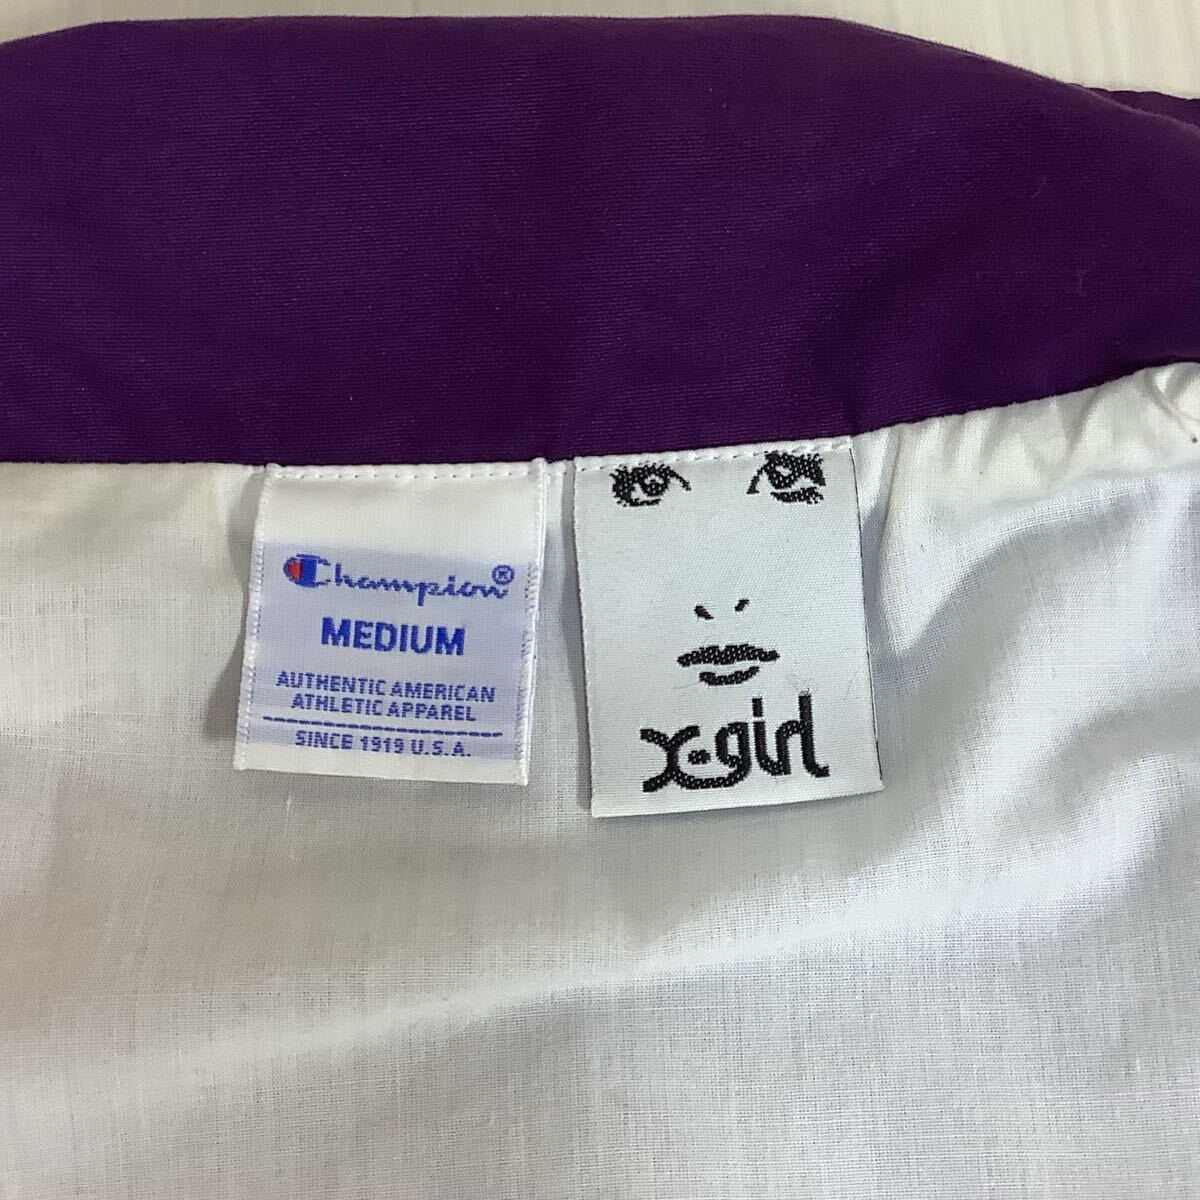 Champion®
MEDIUM
AUTHENTIC AMERICAN
ATHLETIC APPAREL
SINCE 1919 U.S.A.
X-girl